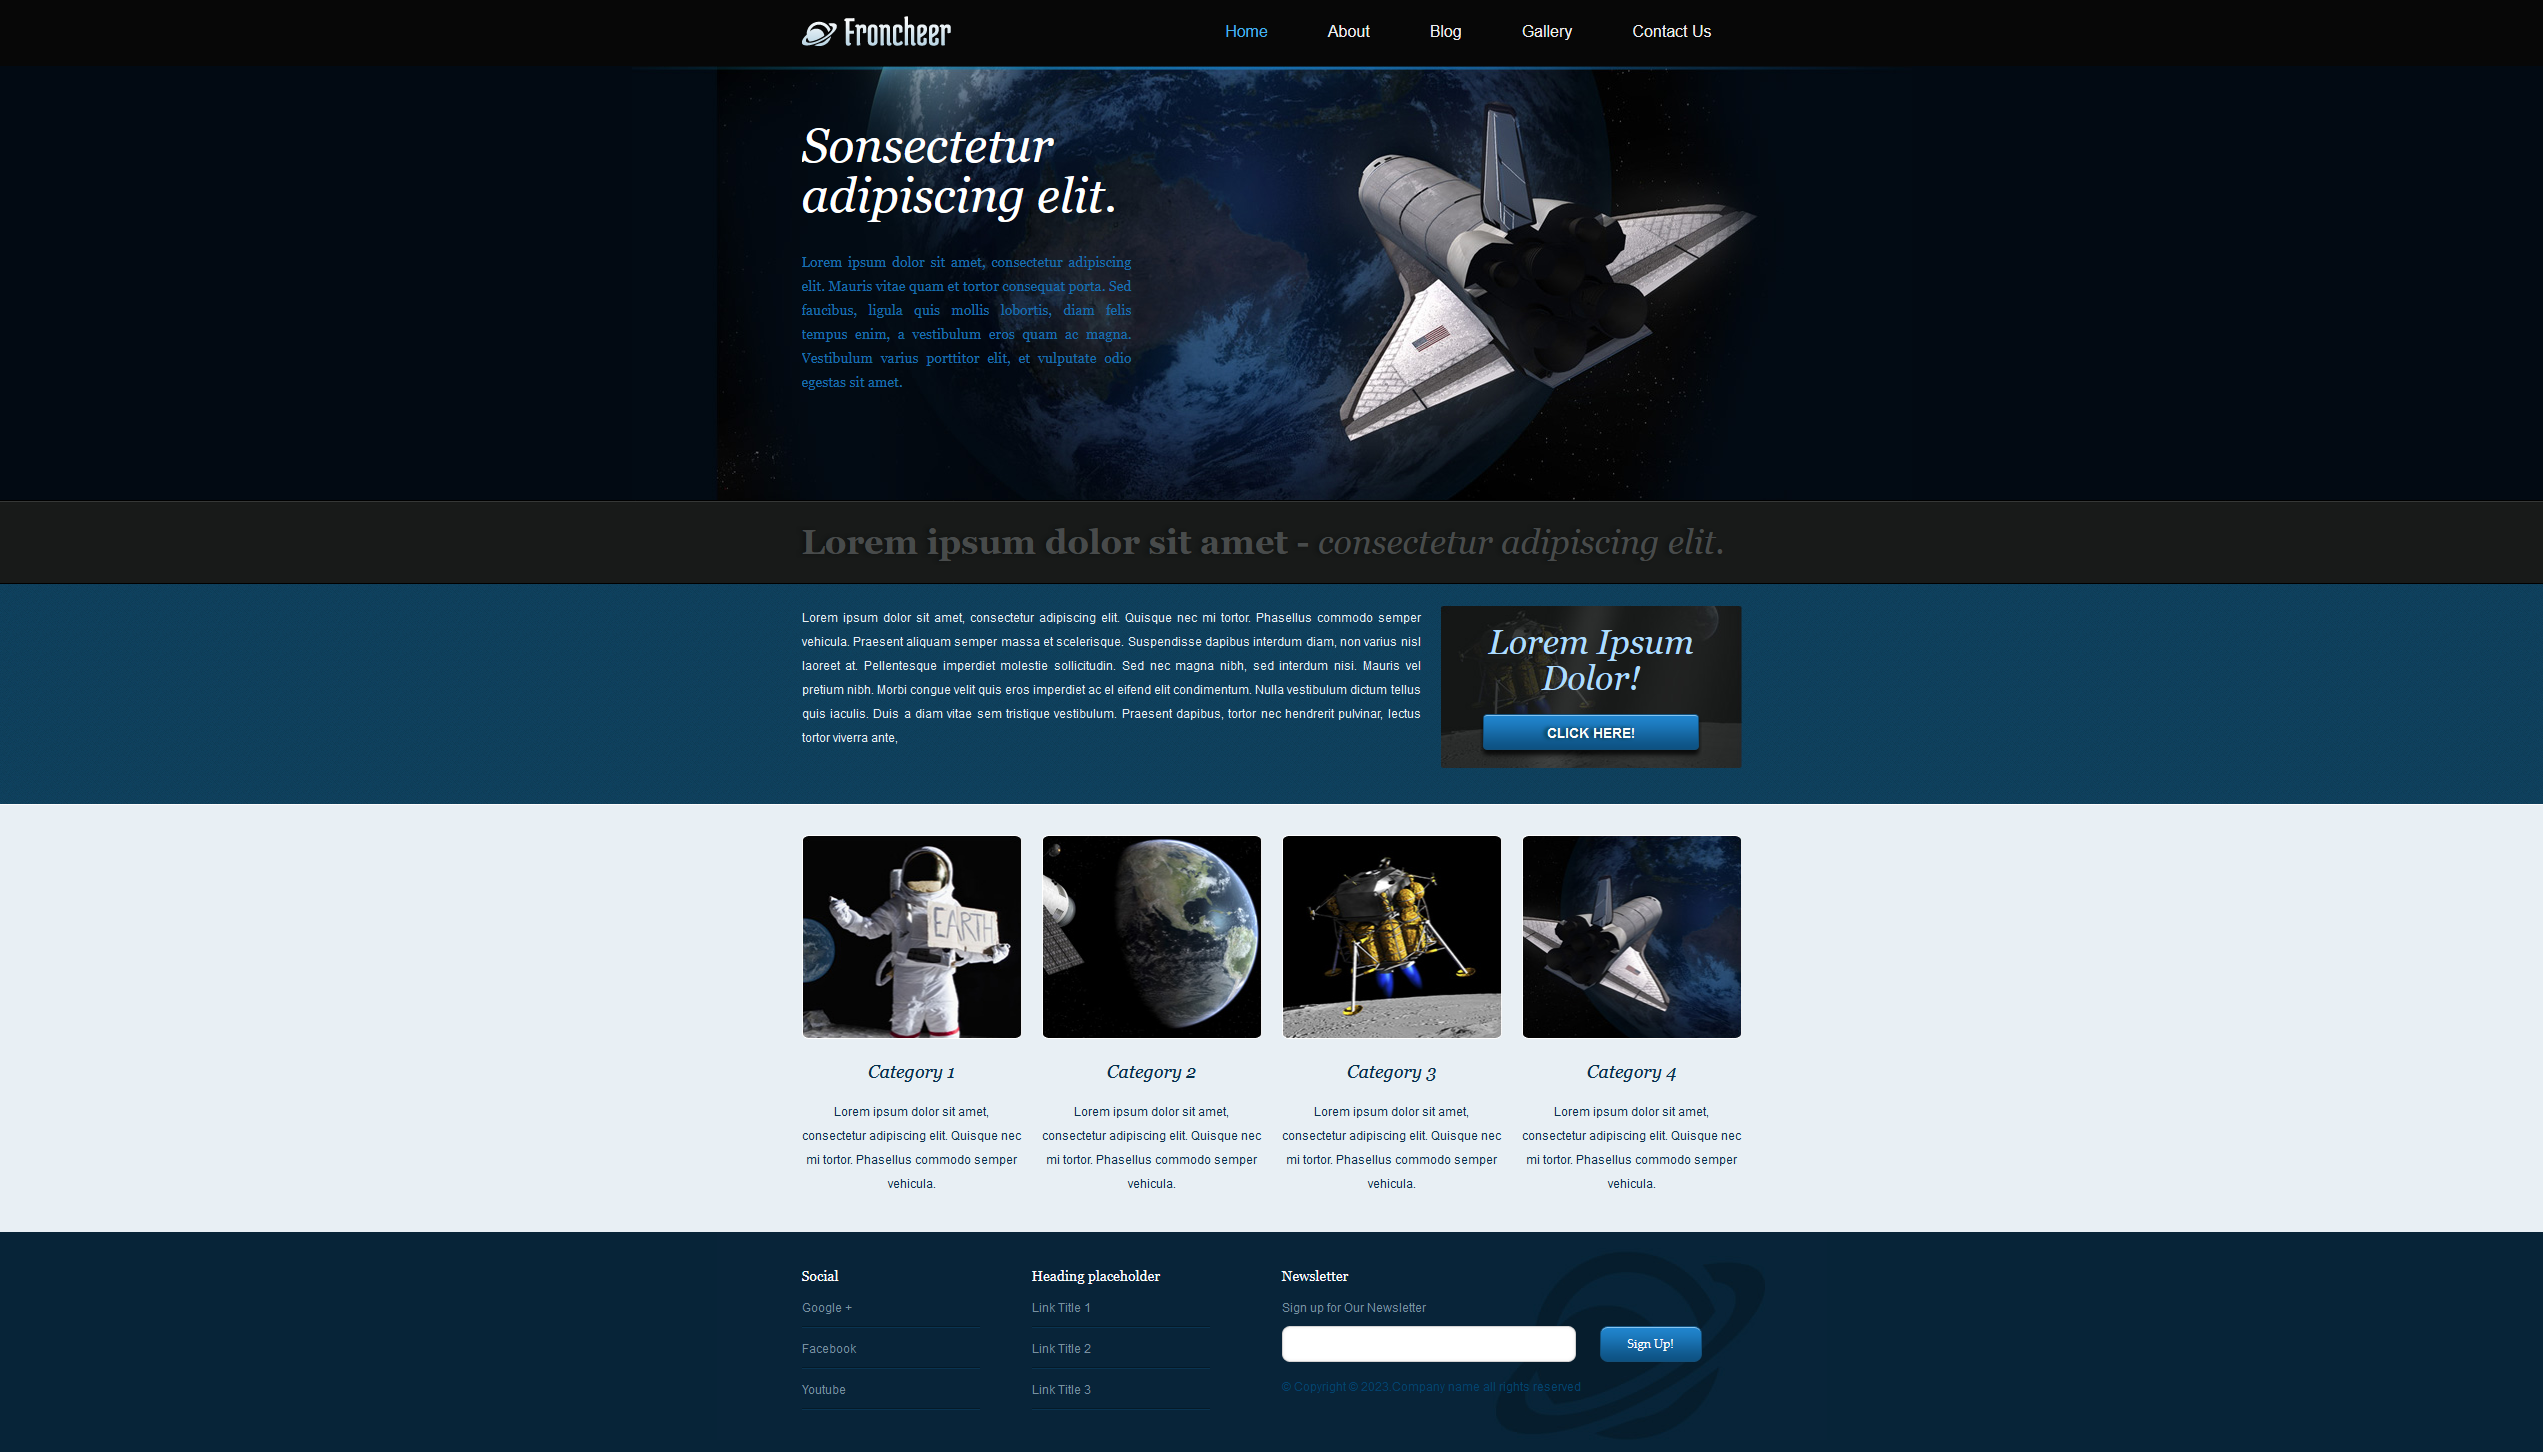 Froncheer
Home About Blog Gallery Contact Us
Sonsectetur
adipiscing elit.
Lorem ipsum dolor sit amet, consectetur adipiscing
elit. Mauris vitae quam et tortor consequat porta. Sed
faucibus, ligula quis mollis lobortis, diam felis
tempus enim, a vestibulum eros quam ac magna.
Vestibulum varius porttitor elit, et vulputate odio
egestas sit amet.
Lorem ipsum dolor sit amet - consectetur adipiscing elit.
Lorem ipsum dolor sit amet, consectetur adipiscing elit. Quisque nec mi tortor. Phasellus commodo semper
vehicula. Praesent aliquam semper massa et scelerisque. Suspendisse dapibus interdum diam, non varius nisl
laoreet at. Pellentesque imperdiet molestie sollicitudin. Sed nec magna nibh, sed interdum nisi. Mauris vel
pretium nibh. Morbi congue velit quis eros imperdiet ac el eifend elit condimentum. Nulla vestibulum dictum tellus
quis iaculis. Duis a diam vitae sem tristique vestibulum. Praesent dapibus, tortor nec hendrerit pulvinar, lectus
tortor viverra ante,
Lorem Ipsum
Dolor!
CLICK HERE!
EARTH
Category 1
Lorem ipsum dolor sit amet,
consectetur adipiscing elit. Quisque nec
mi tortor. Phasellus commodo semper
vehicula.
Category 2
Lorem ipsum dolor sit amet,
consectetur adipiscing elit. Quisque nec
mi tortor. Phasellus commodo semper
vehicula.
Category 3
Lorem ipsum dolor sit amet,
consectetur adipiscing elit. Quisque nec
mi tortor. Phasellus commodo semper
vehicula.
Category 4
Lorem ipsum dolor sit amet,
consectetur adipiscing elit. Quisque nec
mi tortor. Phasellus commodo semper
vehicula.
Social
Google +
Facebook
Youtube
Heading placeholder
Link Title 1
Link Title 2
Link Title 3
Newsletter
Sign up for Our Newsletter
Sign Up!
© Copyright © 2023.Company name all rights reserved